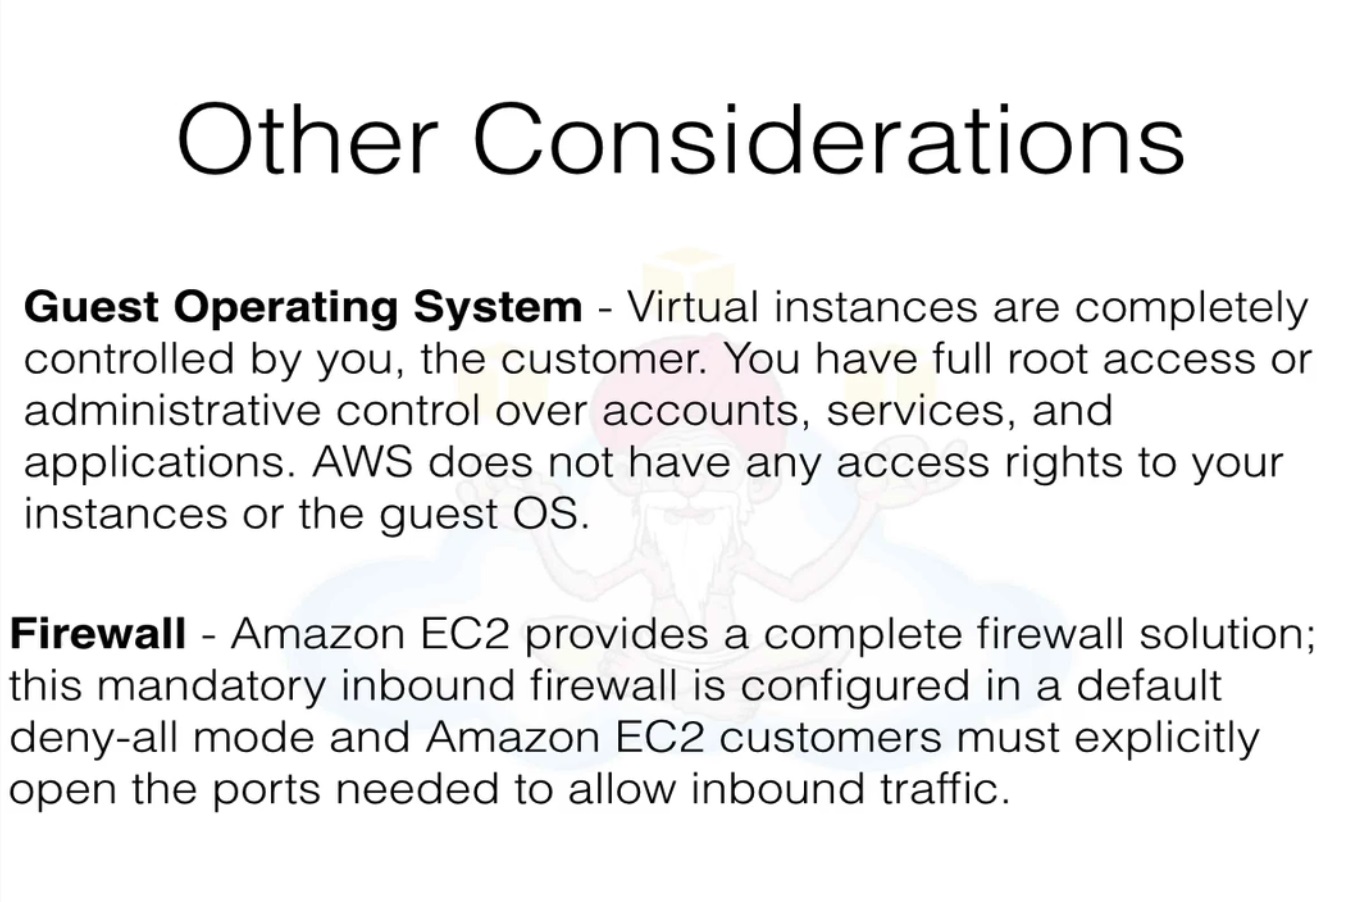 Other Considerations
Guest Operating System - Virtual instances are completely
controlled by you, the customer. You have full root access or
administrative control over accounts, services, and
applications. AWS does not have any access rights to your
instances or the guest OS.
Firewall - Amazon EC2 provides a complete firewall solution;
this mandatory inbound firewall is configured in a default
deny-all mode and Amazon EC2 customers must explicitly
open the ports needed to allow inbound traffic.